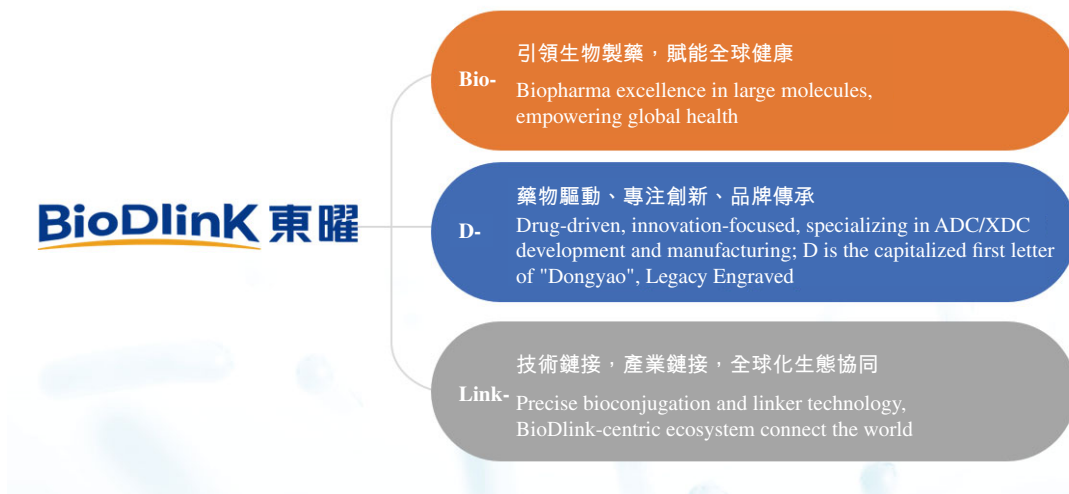 BioDlinK 東曜
Bio-
引領生物製藥，賦能全球健康
Biopharma excellence in large molecules,
empowering global health
D-
藥物驅動、專注創新、品牌傳承
Drug-driven, innovation-focused, specializing in ADC/XDC
development and manufacturing; D is the capitalized first letter
of "Dongyao", Legacy Engraved
Link-
技術鏈接，產業鏈接，全球化生態協同
Precise bioconjugation and linker technology,
BioDlink-centric ecosystem connect the world